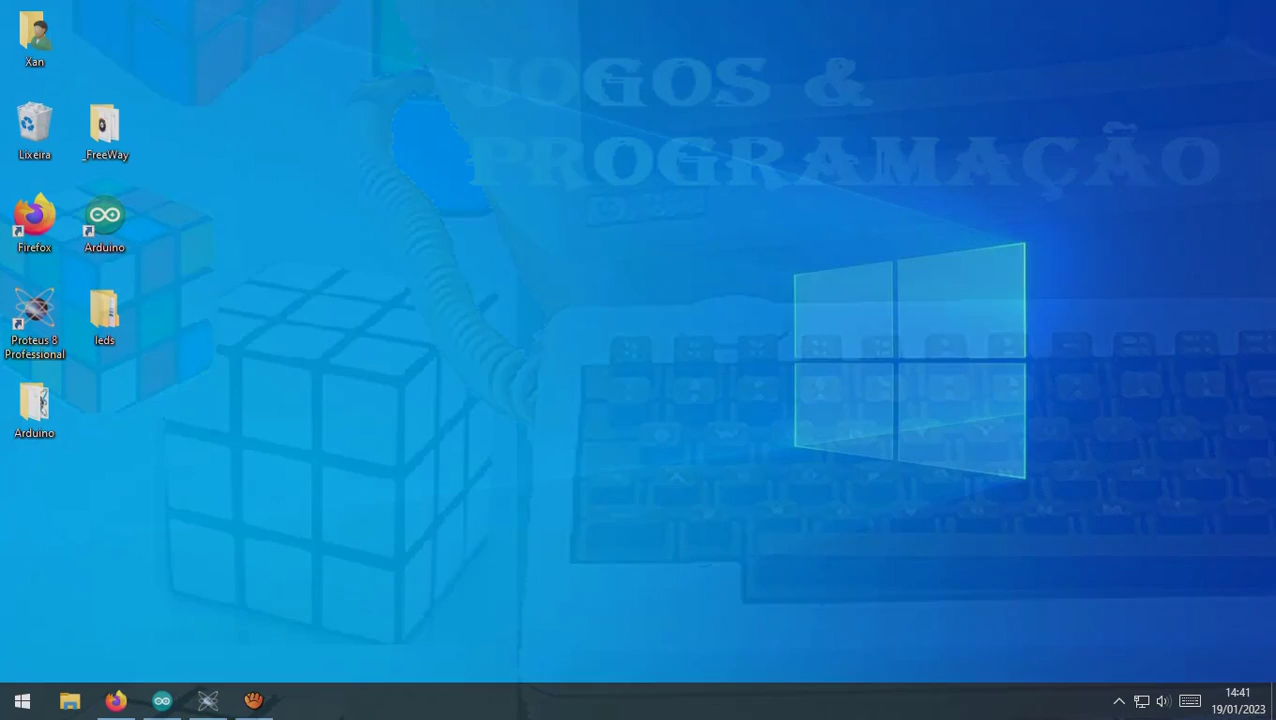 JOGOS &
PROGRAMAÇÃO
Xan
Lixeira
_FreeWay
Firefox
Arduino
Proteus 8
Professional
leds
Arduino
14:41
19/01/2023